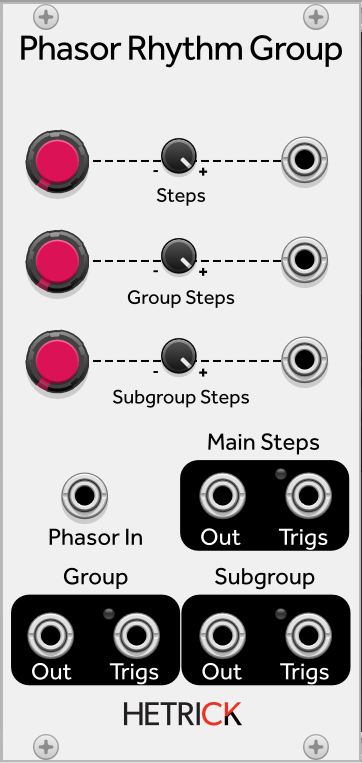 Phasor Rhythm Group
- +
Steps
- +
Group Steps
- +
Subgroup Steps
Main Steps
Out Trigs
Phasor In
Group
Subgroup
Out Trigs
Out Trigs
HETRICK